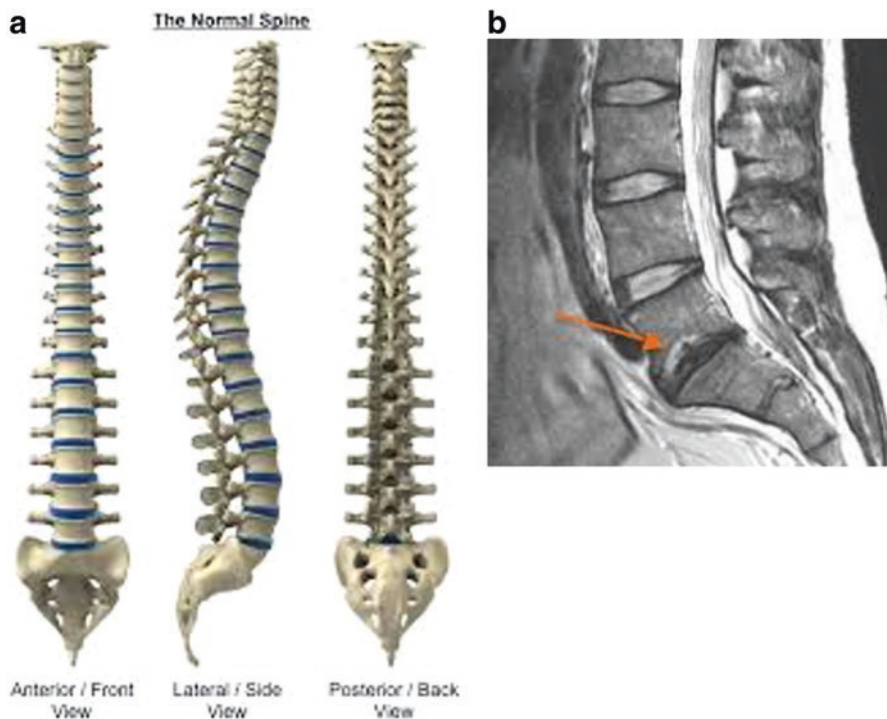 a
The Normal Spine
b
Anterior / Front
View
Lateral / Side
View
Posterior / Back
View